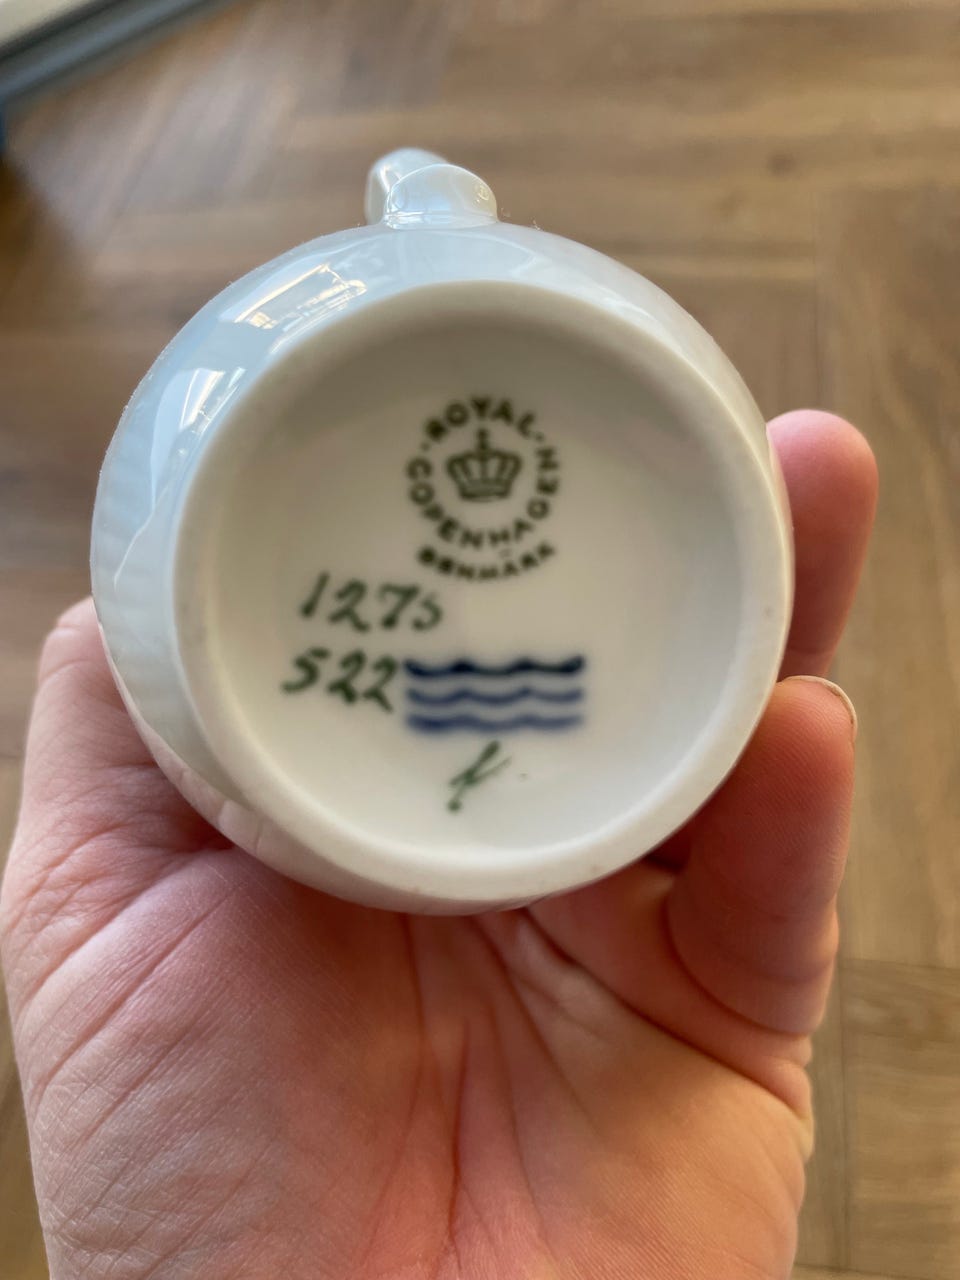 ROYAL
COPENHAGEN
DENMARK
1275
522